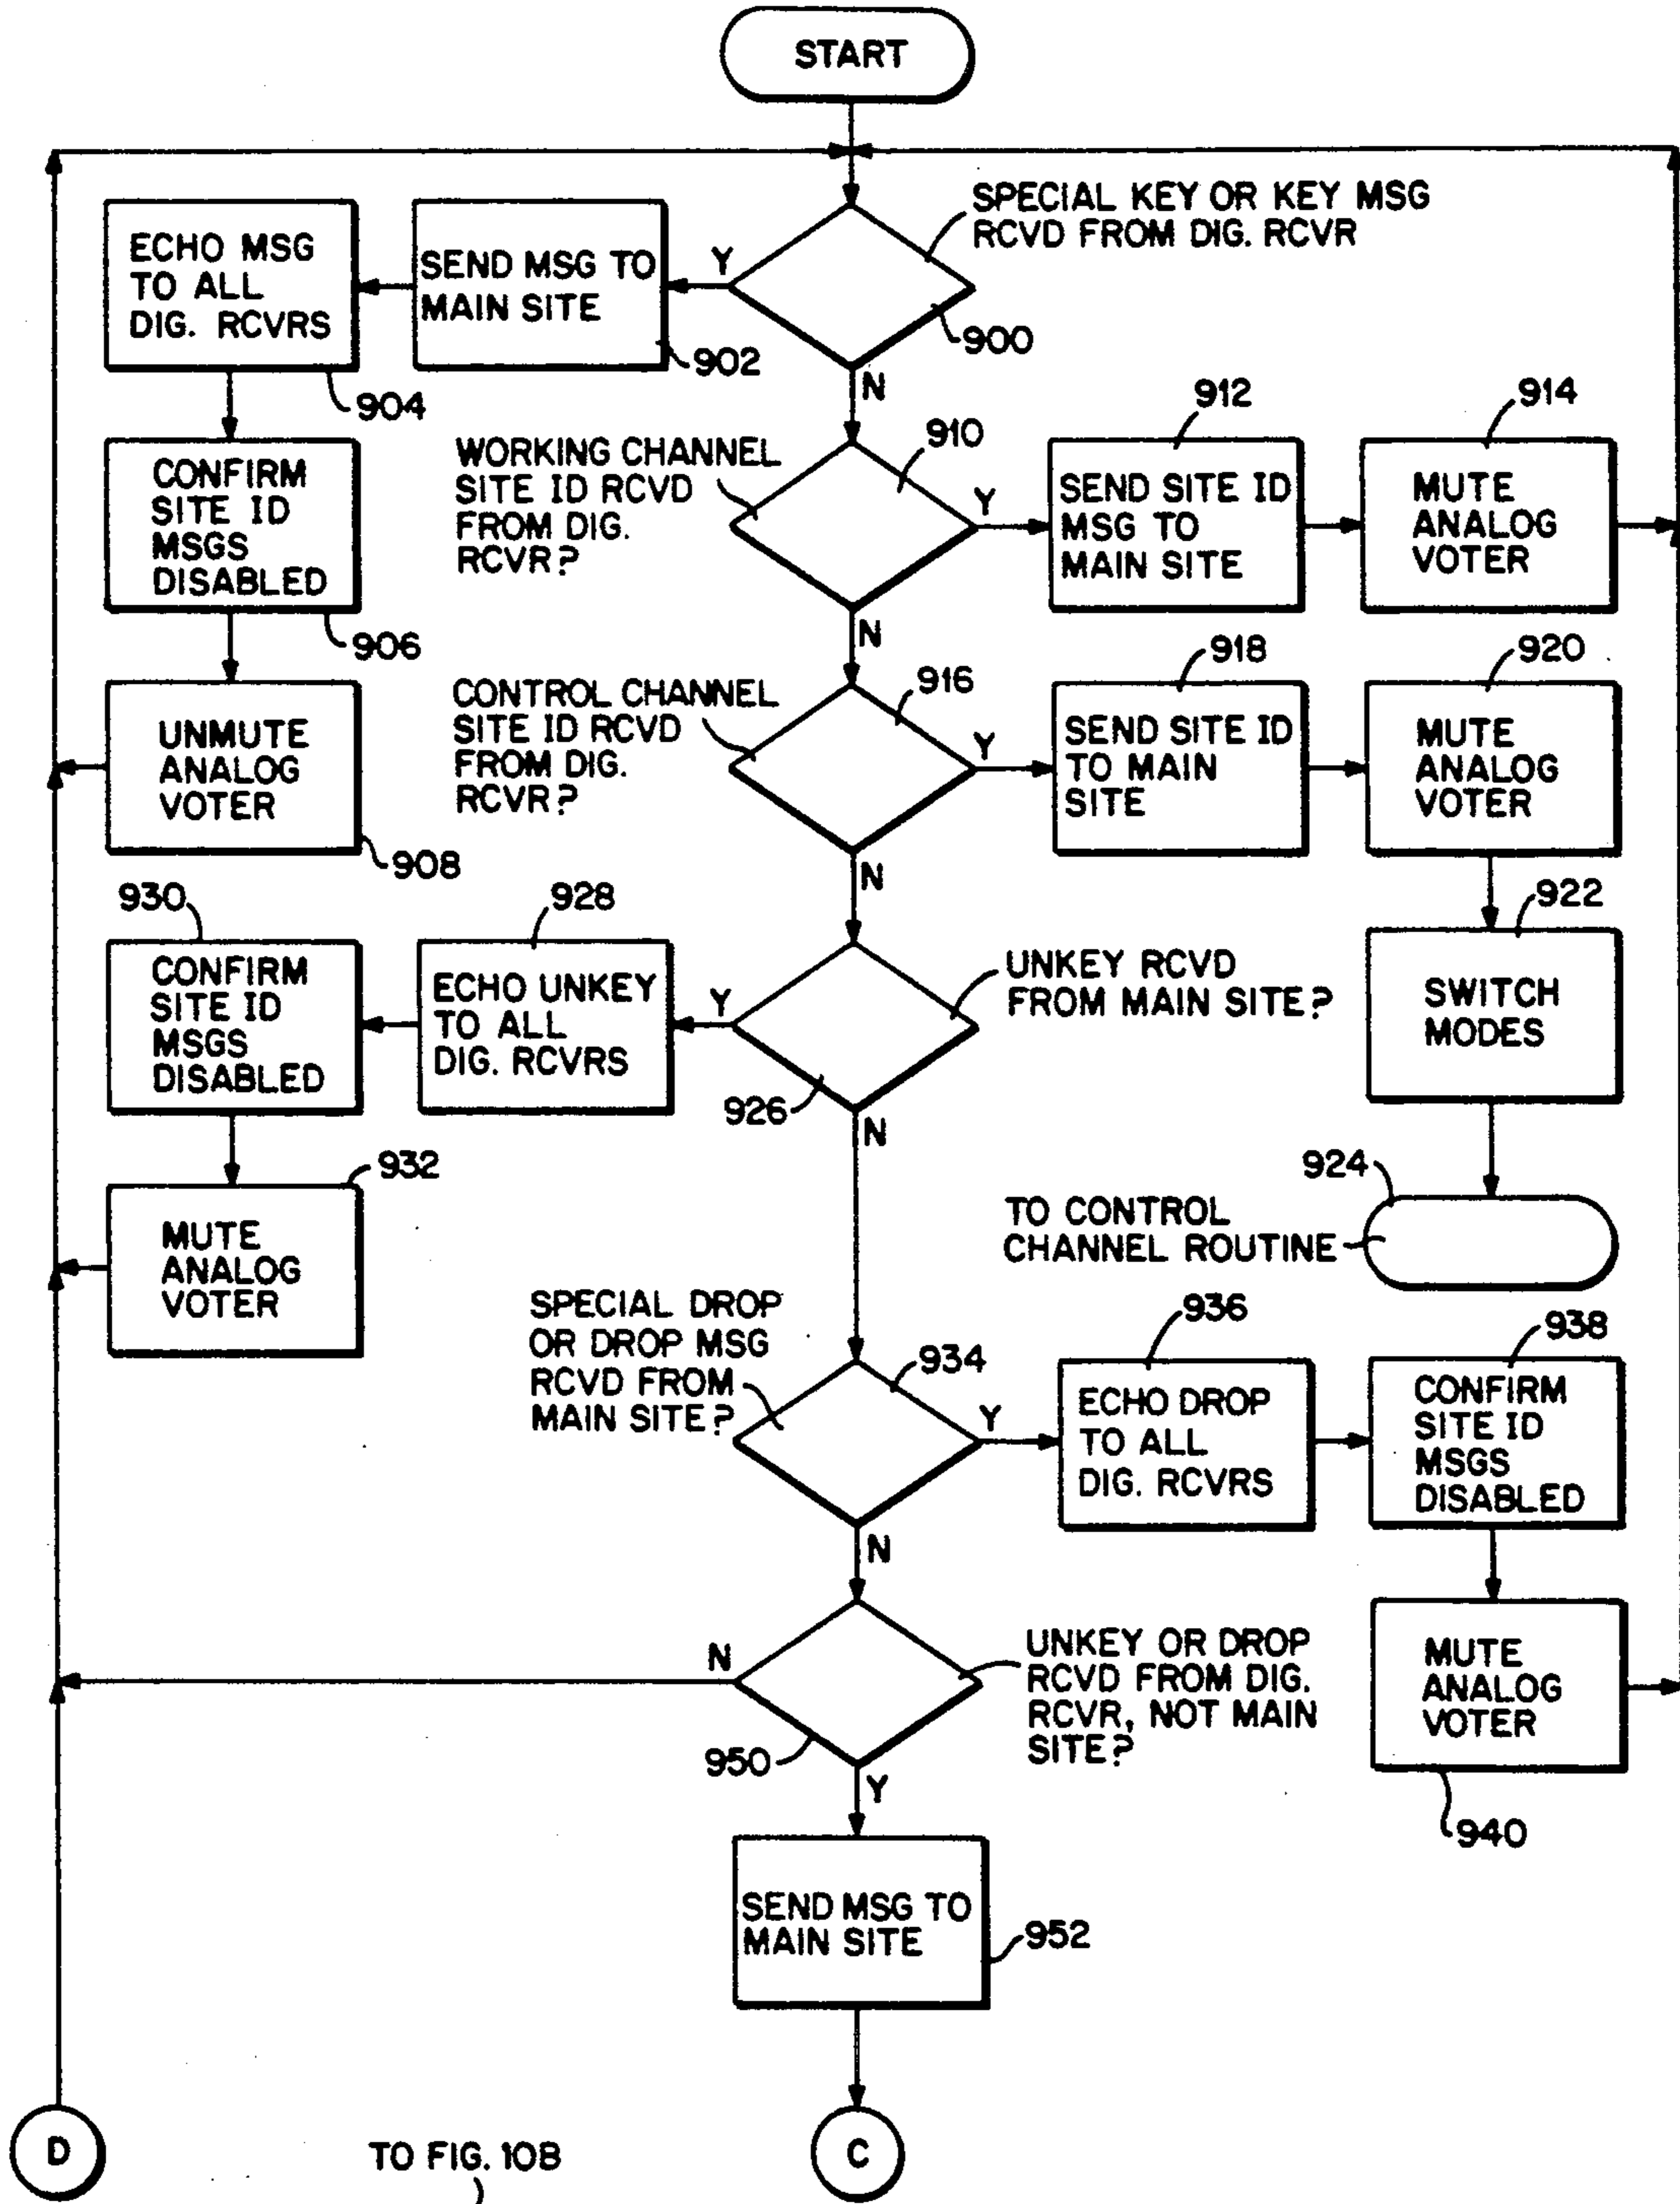 START
SPECIAL KEY OR KEY MSG
RCVD FROM DIG. RCVR
ECHO MSG
TO ALL
DIG. RCVRS
904
SEND MSG TO
MAIN SITE
902
Y
900
N
CONFIRM
SITE ID
MSGS
DISABLED
906
WORKING CHANNEL
SITE ID RCVD
FROM DIG.
RCVR?
910
Y
N
912
SEND SITE ID
MSG TO
MAIN SITE
914
MUTE
ANALOG
VOTER
UNMUTE
ANALOG
VOTER
908
CONTROL CHANNEL
SITE ID RCVD
FROM DIG.
RCVR?
916
Y
N
918
SEND SITE ID
TO MAIN
SITE
920
MUTE
ANALOG
VOTER
930
CONFIRM
SITE ID
MSGS
DISABLED
928
ECHO UNKEY
TO ALL
DIG. RCVRS
Y
926
N
UNKEY RCVD
FROM MAIN SITE?
922
SWITCH
MODES
932
MUTE
ANALOG
VOTER
924
TO CONTROL
CHANNEL ROUTINE
SPECIAL DROP
OR DROP MSG
RCVD FROM
MAIN SITE?
934
Y
N
936
ECHO DROP
TO ALL
DIG. RCVRS
938
CONFIRM
SITE ID
MSGS
DISABLED
N
950
Y
UNKEY OR DROP
RCVD FROM DIG.
RCVR, NOT MAIN
SITE?
MUTE
ANALOG
VOTER
940
SEND MSG TO
MAIN SITE
952
D
TO FIG. 10B
C